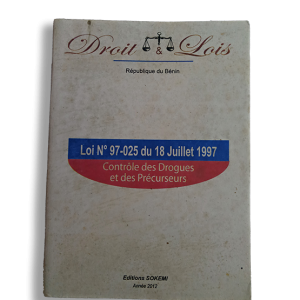 Droit & Lois
République du Bénin
Loi N° 97-025 du 18 Juillet 1997
Contrôle des Drogues
et des Précurseurs
Editions SOKEMI
Année 2012